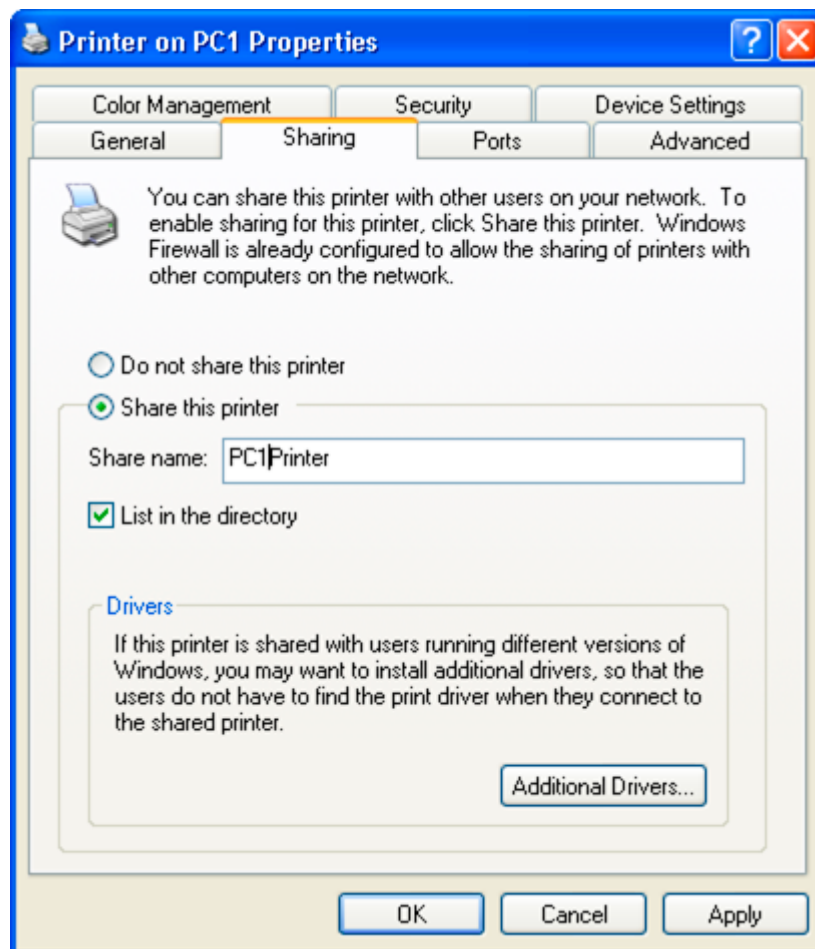 Printer on PC1 Properties
?
Color Management Security Device Settings
General Sharing Ports Advanced
You can share this printer with other users on your network. To
enable sharing for this printer, click Share this printer. Windows
Firewall is already configured to allow the sharing of printers with
other computers on the network.
Do not share this printer
Share this printer
Share name: PC1Printer
List in the directory
Drivers
If this printer is shared with users running different versions of
Windows, you may want to install additional drivers, so that the
users do not have to find the print driver when they connect to
the shared printer.
Additional Drivers...
OK Cancel Apply